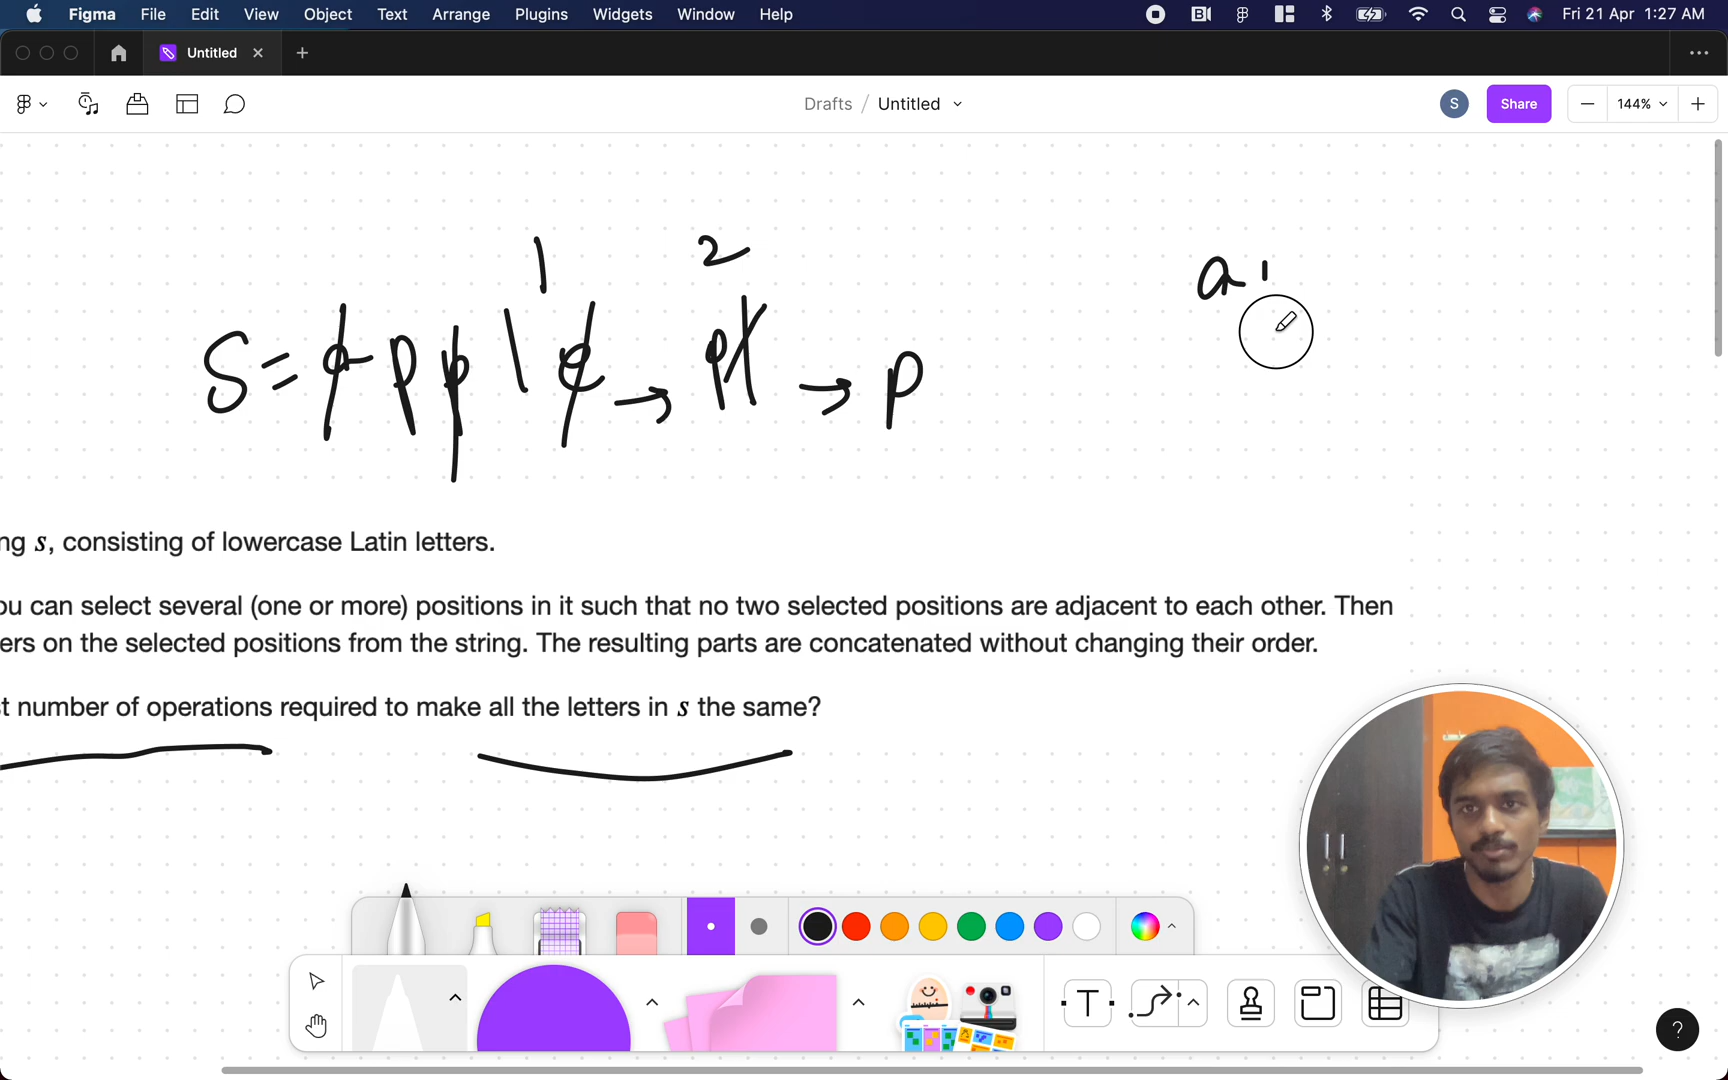 Figma File Edit View Object Text Arrange Plugins Widgets Window Help Fri 21 Apr 1:27 AM
Untitled
Drafts / Untitled
S Share 144%
1 2
S = a p p l e → pl → p
a
ng s, consisting of lowercase Latin letters.
ou can select several (one or more) positions in it such that no two selected positions are adjacent to each other. Then
ers on the selected positions from the string. The resulting parts are concatenated without changing their order.
t number of operations required to make all the letters in s the same?
T
?